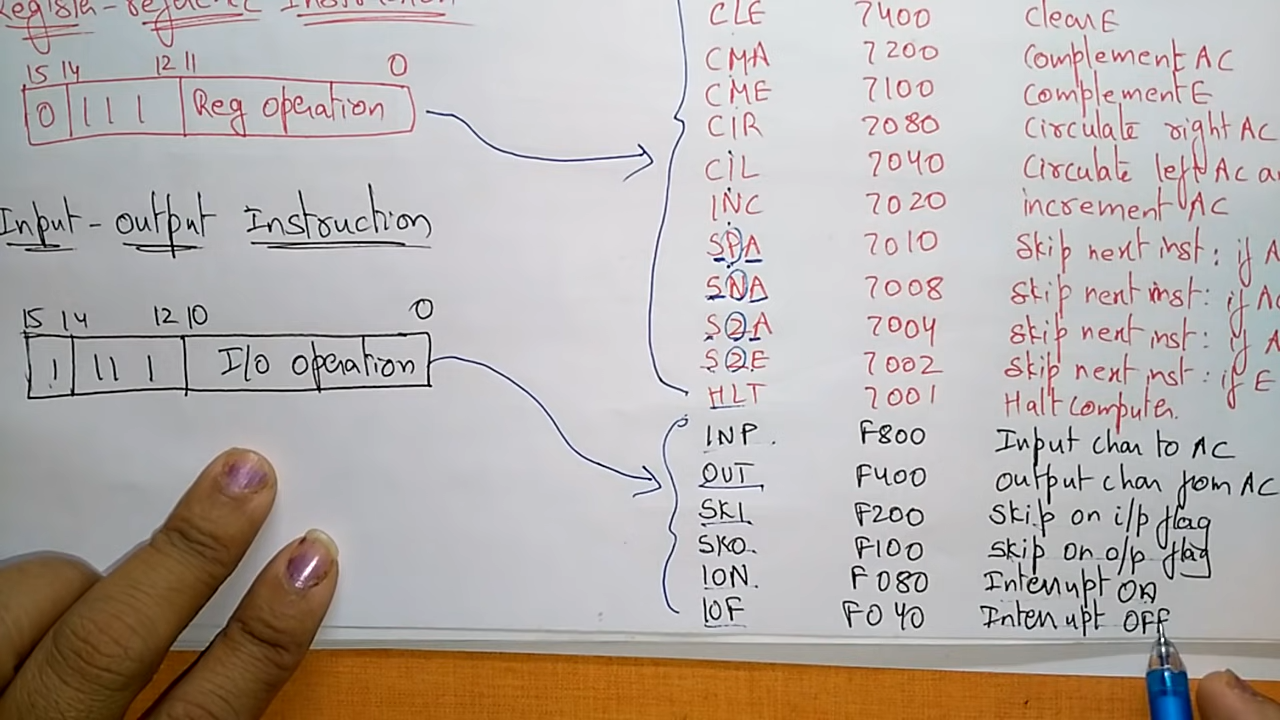 Register-reference Instruction
15 14 12 11 0
0 1 1 1 Reg operation
Input-output Instruction
15 14 12 10 0
1 11 1 I/O operation
CLE 7400 clear E
CMA 7200 complement AC
CME 7100 complement E
CIR 7080 Circulate right AC
CIL 7040 Circulate left AC a
INC 7020 increment AC
SPA 7010 Skip next inst: if A
SNA 7008 Skip next inst: if AC
SZA 7004 Skip next inst: if A
SZE 7002 Skip next inst: if E
HLT 7001 Halt computer.
INP. F800 Input char to AC
OUT F400 output char from AC
SKI F200 Skip on i/p flag
SKO. F100 Skip on o/p flag
ION. F080 Interrupt ON
IOF F040 Interrupt OFF